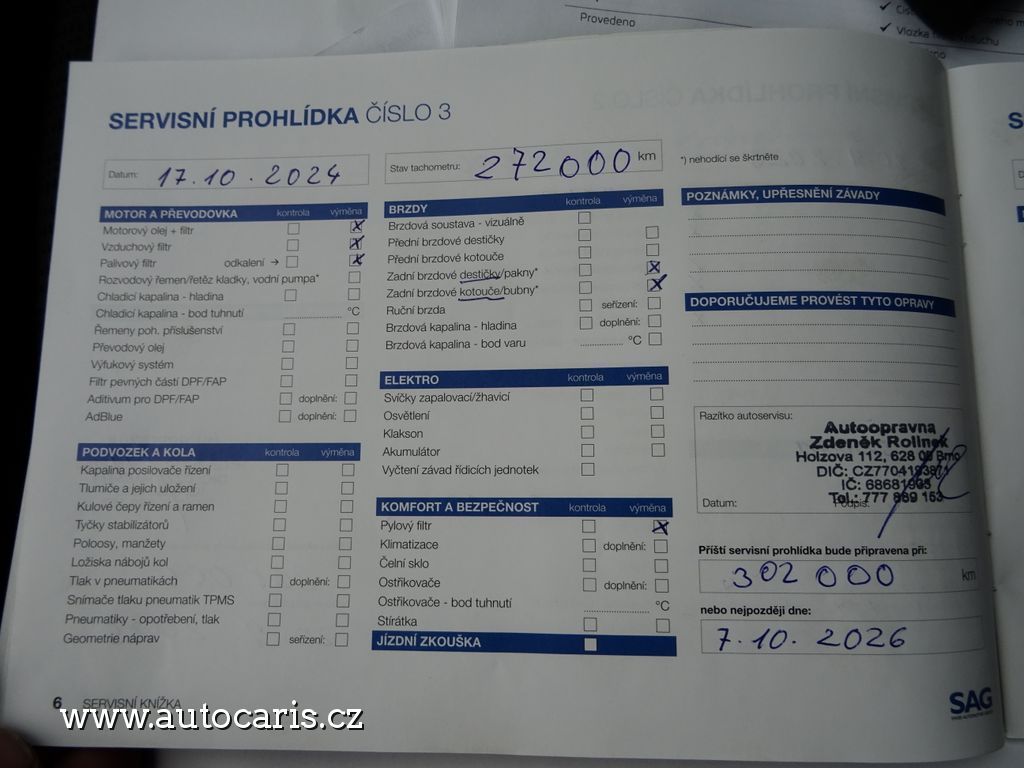 Provedeno
SERVISNÍ PROHLÍDKA ČÍSLO 3
Datum: 17.10.2024
Stav tachometru: 272000 km
*) nehodící se škrtněte
MOTOR A PŘEVODOVKA kontrola výměna
Motorový olej + filtr
Vzduchový filtr
Palivový filtr odkalení →
Rozvodový řemen/řetěz kladky, vodní pumpa*
Chladicí kapalina - hladina
Chladicí kapalina - bod tuhnutí °C
Řemeny poh. příslušenství
Převodový olej
Výfukový systém
Filtr pevných částí DPF/FAP
Aditivum pro DPF/FAP doplnění:
AdBlue doplnění:
PODVOZEK A KOLA kontrola výměna
Kapalina posilovače řízení
Tlumiče a jejich uložení
Kulové čepy řízení a ramen
Tyčky stabilizátorů
Poloosy, manžety
Ložiska nábojů kol
Tlak v pneumatikách doplnění:
Snímače tlaku pneumatik TPMS
Pneumatiky - opotřebení, tlak
Geometrie náprav seřízení:
BRZDY kontrola výměna
Brzdová soustava - vizuálně
Přední brzdové destičky
Přední brzdové kotouče
Zadní brzdové destičky/pakny*
Zadní brzdové kotouče/bubny*
Ruční brzda seřízení:
Brzdová kapalina - hladina doplnění:
Brzdová kapalina - bod varu °C
ELEKTRO kontrola výměna
Svíčky zapalovací/žhavicí
Osvětlení
Klakson
Akumulátor
Vyčtení závad řídicích jednotek
KOMFORT A BEZPEČNOST kontrola výměna
Pylový filtr
Klimatizace doplnění:
Čelní sklo
Ostřikovače doplnění:
Ostřikovače - bod tuhnutí °C
Stírátka
JÍZDNÍ ZKOUŠKA
POZNÁMKY, UPŘESNĚNÍ ZÁVADY
DOPORUČUJEME PROVÉST TYTO OPRAVY
Razítko autoservisu:
Autoopravna
Zdeněk Rolinek
Holzova 112, 628 00 Brno
DIČ: CZ7704193871
IČ: 68681933
Tel.: 777 889 153
Datum: Podpis:
Příští servisní prohlídka bude připravena při:
302 000 km
nebo nejpozději dne:
7.10.2026
6 SERVISNÍ KNÍŽKA
SAG
www.autocaris.cz